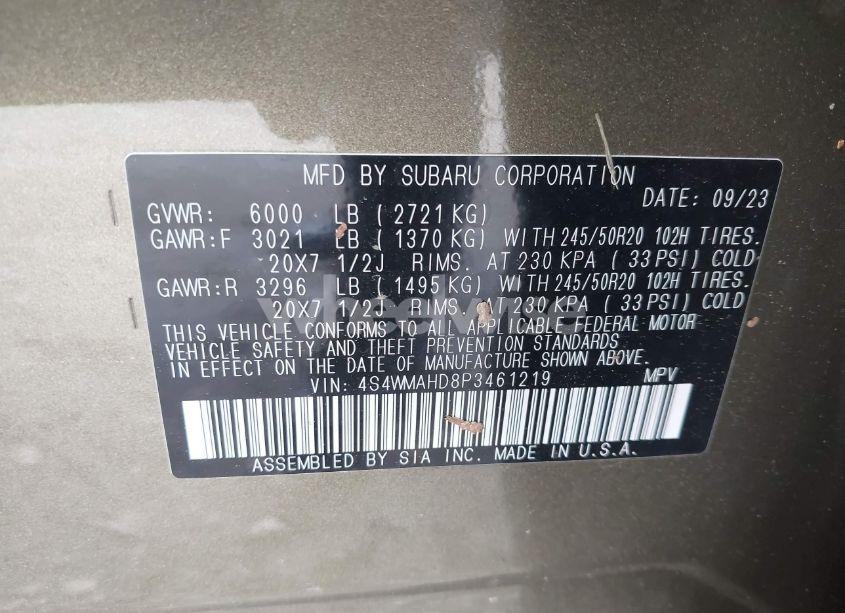 MFD BY SUBARU CORPORATION
DATE: 09/23
GVWR: 6000 LB (2721 KG)
GAWR:F 3021 LB (1370 KG) WITH 245/50R20 102H TIRES.
20X7 1/2J RIMS. AT 230 KPA (33 PSI) COLD
GAWR:R 3296 LB (1495 KG) WITH 245/50R20 102H TIRES.
20X7 1/2J RIMS. AT 230 KPA (33 PSI) COLD
THIS VEHICLE CONFORMS TO ALL APPLICABLE FEDERAL MOTOR
VEHICLE SAFETY AND THEFT PREVENTION STANDARDS
IN EFFECT ON THE DATE OF MANUFACTURE SHOWN ABOVE.
VIN: 4S4WMAHD8P3461219 MPV
ASSEMBLED BY SIA INC. MADE IN U.S.A.